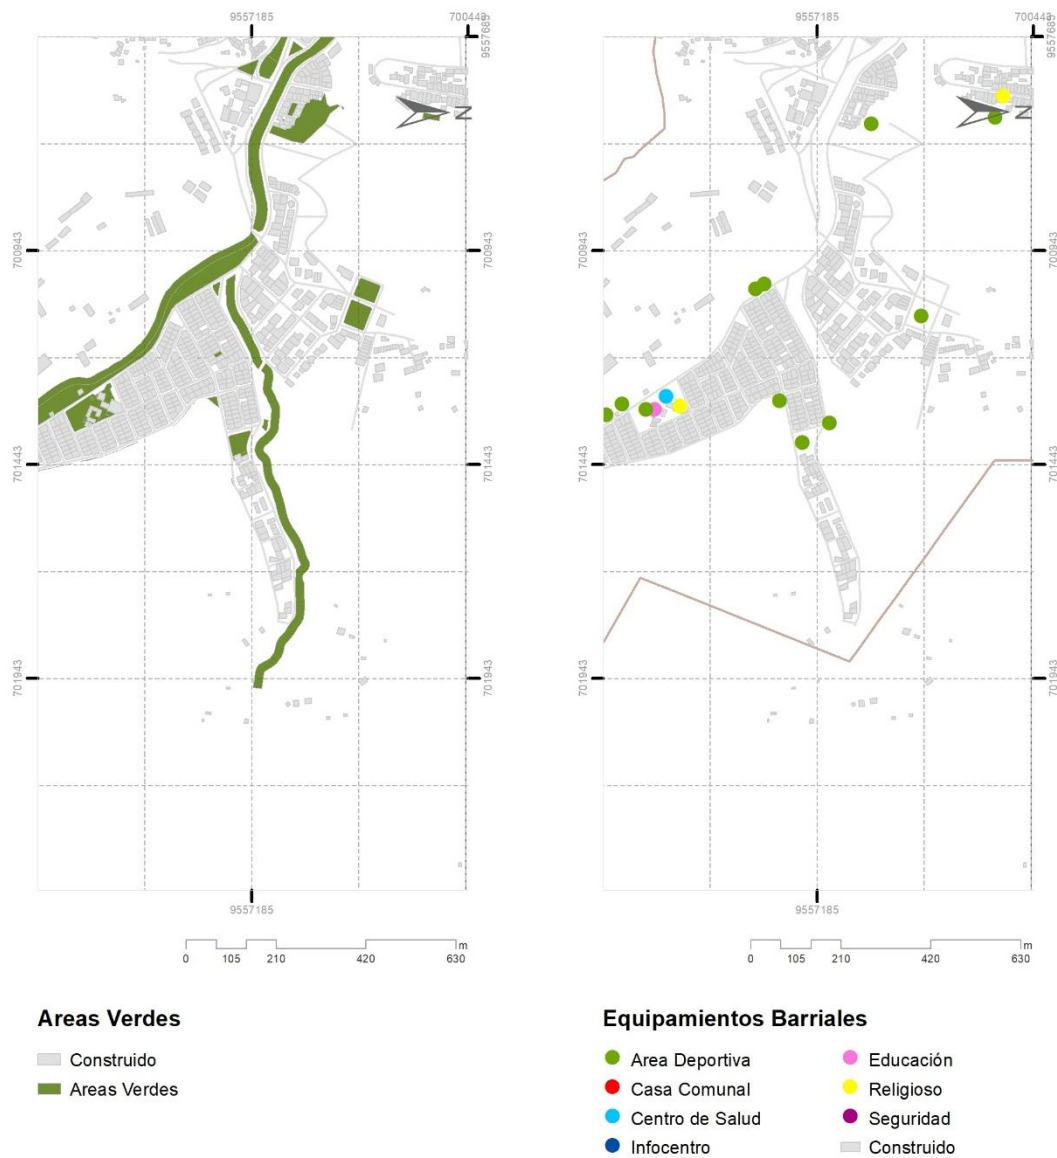 9557185
700443
9557685
9557185
700443
9557685
N
N
700943
700943
700943
700943
701443
701443
701443
701443
701943
701943
701943
701943
9557185
9557185
0 105 210 420 630 m
0 105 210 420 630 m
Areas Verdes
Construido
Areas Verdes
Equipamientos Barriales
Area Deportiva
Casa Comunal
Centro de Salud
Infocentro
Educación
Religioso
Seguridad
Construido